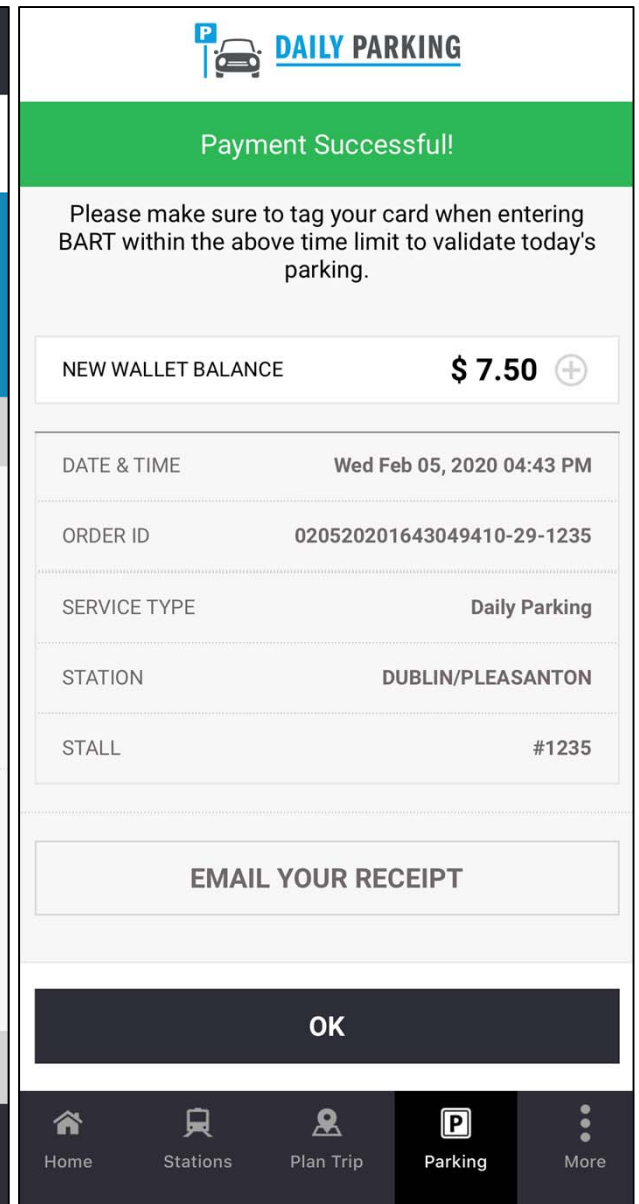 P
DAILY PARKING
Payment Successful!
Please make sure to tag your card when entering
BART within the above time limit to validate today's
parking.
NEW WALLET BALANCE $ 7.50
DATE & TIME Wed Feb 05, 2020 04:43 PM
ORDER ID 020520201643049410-29-1235
SERVICE TYPE Daily Parking
STATION DUBLIN/PLEASANTON
STALL #1235
EMAIL YOUR RECEIPT
OK
P
Home Stations Plan Trip Parking More